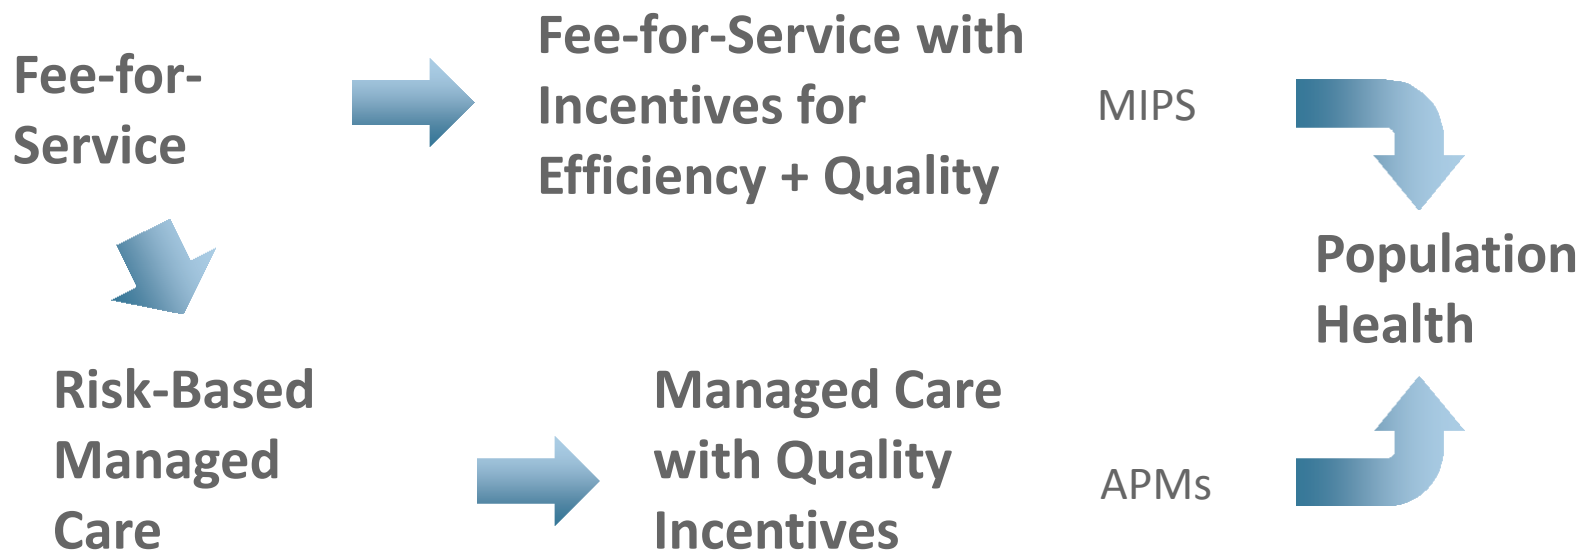 Fee-for-
Service
Fee-for-Service with
Incentives for
Efficiency + Quality
MIPS
Population
Health
Risk-Based
Managed
Care
Managed Care
with Quality
Incentives
APMs